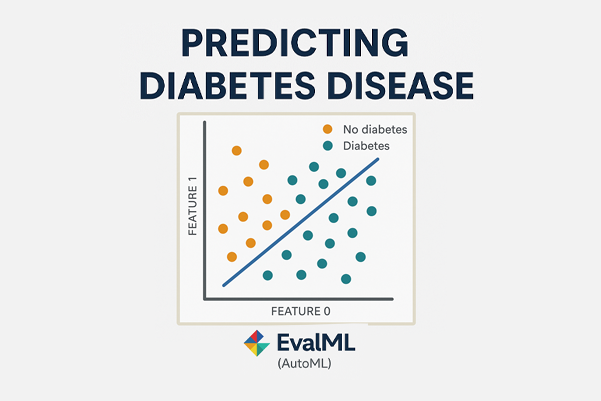 PREDICTING
DIABETES DISEASE
No diabetes
Diabetes
FEATURE 1
FEATURE 0
EvalML
(AutoML)